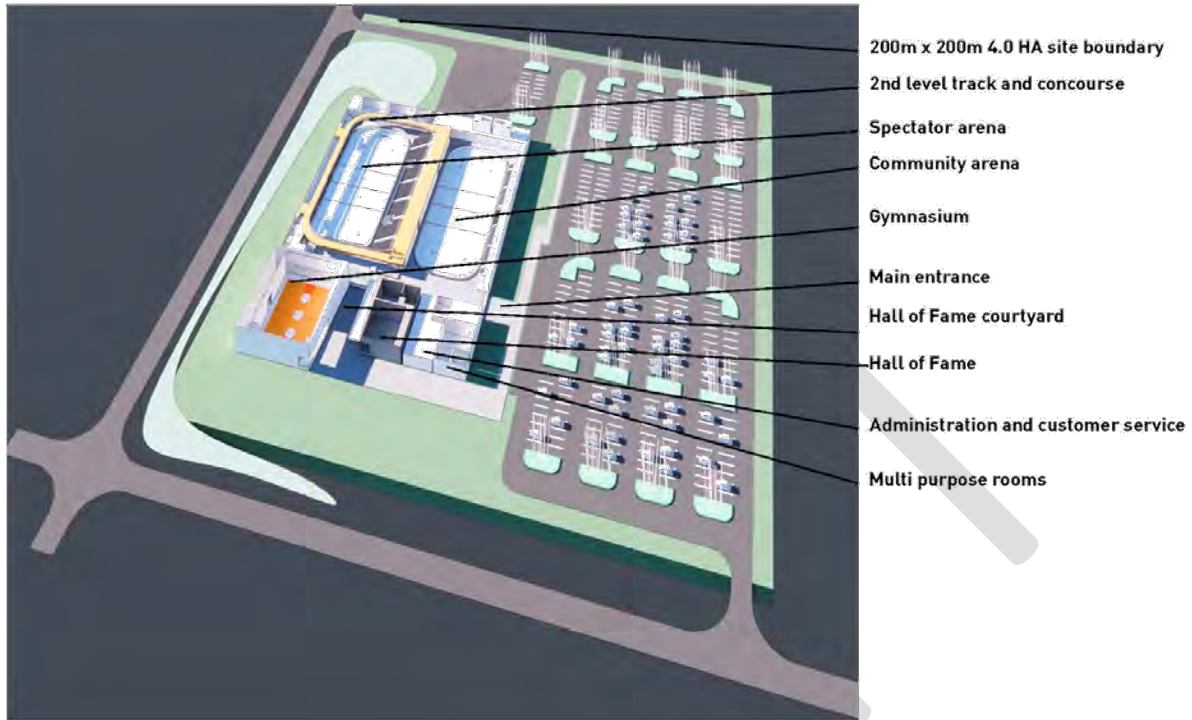 200m x 200m 4.0 HA site boundary
2nd level track and concourse
Spectator arena
Community arena
Gymnasium
Main entrance
Hall of Fame courtyard
Hall of Fame
Administration and customer service
Multi purpose rooms